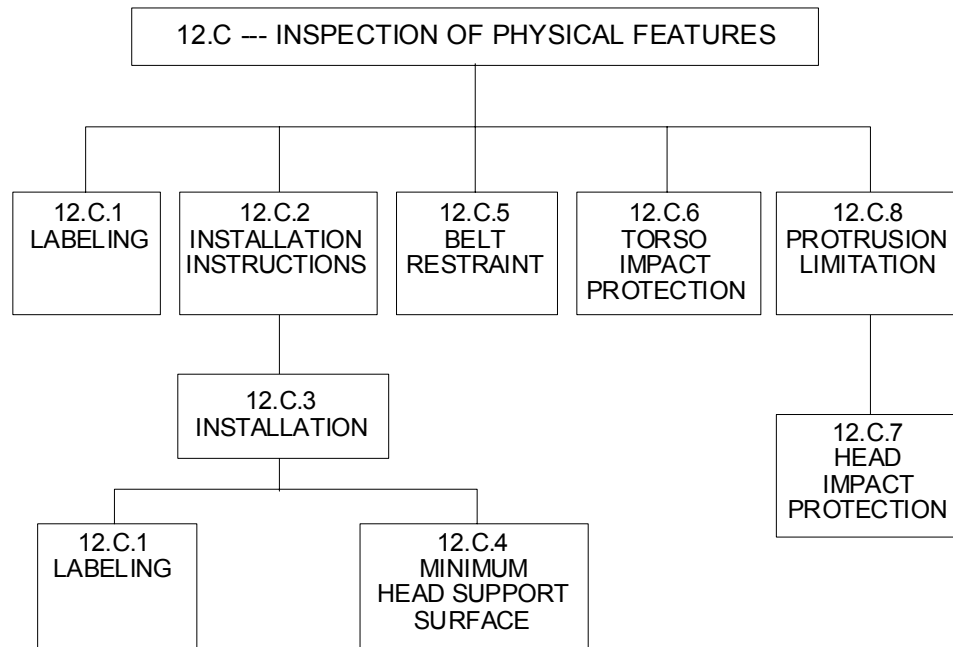 12.C --- INSPECTION OF PHYSICAL FEATURES
12.C.1
LABELING
12.C.2
INSTALLATION
INSTRUCTIONS
12.C.5
BELT
RESTRAINT
12.C.6
TORSO
IMPACT
PROTECTION
12.C.8
PROTRUSION
LIMITATION
12.C.3
INSTALLATION
12.C.7
HEAD
IMPACT
PROTECTION
12.C.1
LABELING
12.C.4
MINIMUM
HEAD SUPPORT
SURFACE